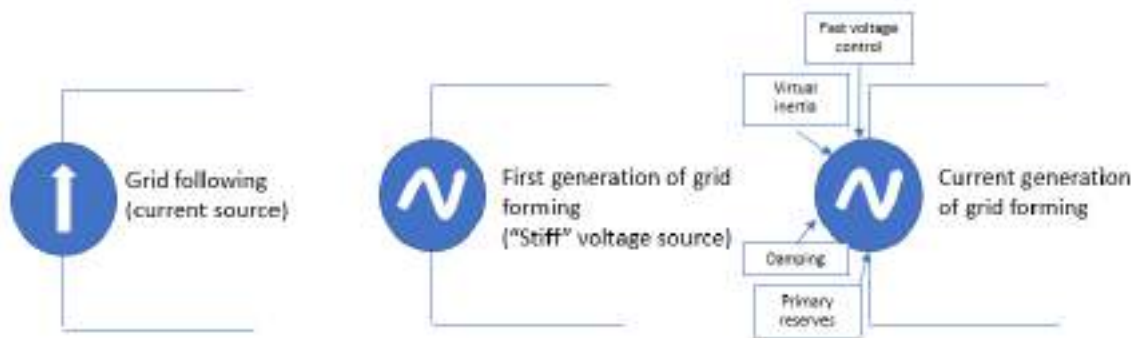 Grid following
(current source)
First generation of grid
forming
("Stiff" voltage source)
Fast voltage
control
Virtual
inertia
Current generation
of grid forming
Damping
Primary
reserves